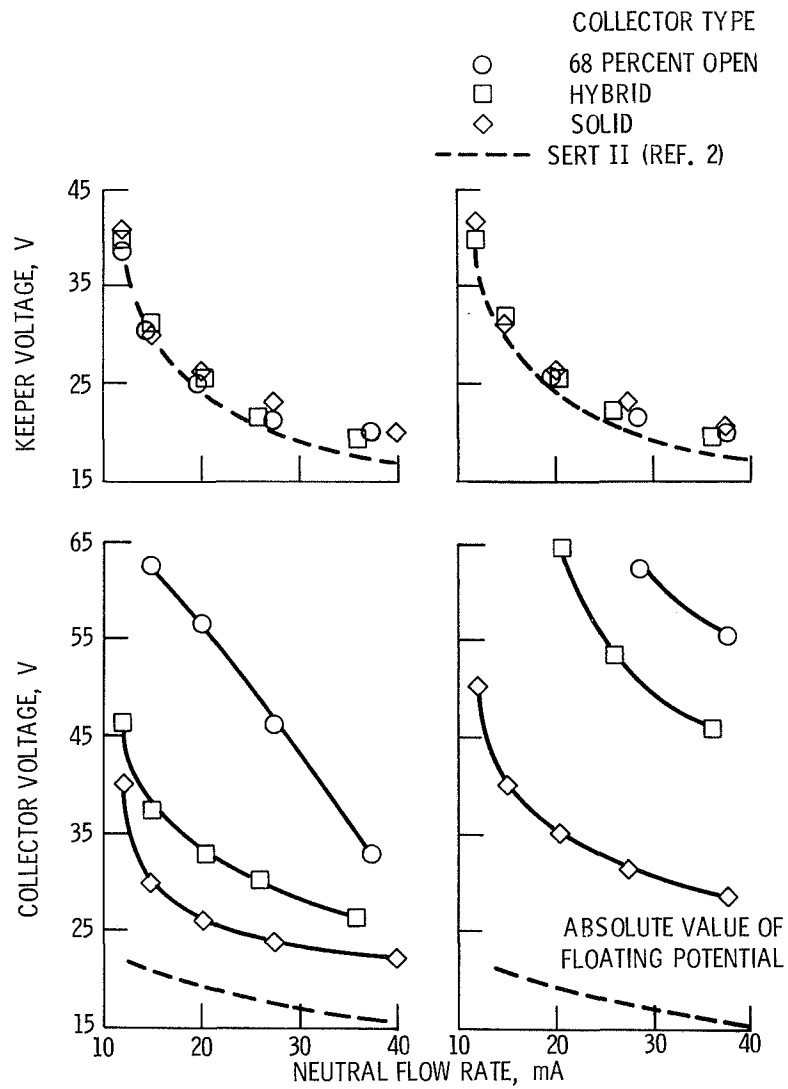 COLLECTOR TYPE
68 PERCENT OPEN
HYBRID
SOLID
SERT II (REF. 2)
45
35
25
15
KEEPER VOLTAGE, V
65
55
45
35
25
15
COLLECTOR VOLTAGE, V
ABSOLUTE VALUE OF
FLOATING POTENTIAL
10 20 30 40 10 20 30 40
NEUTRAL FLOW RATE, mA